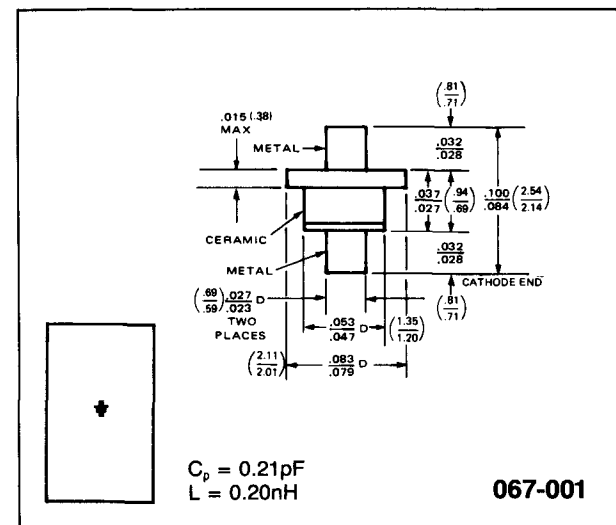 (.81/.71)
.015 (.38)
MAX
METAL
.032/.028
.037/.027 (.94/.69) .100/.084 (2.54/2.14)
CERAMIC
METAL
.032/.028
CATHODE END
(.69/.59) .027/.023 D
TWO
PLACES
(.81/.71)
.053/.047 D (1.35/1.20)
(2.11/2.01) .083/.079 D
Cp = 0.21pF
L = 0.20nH
067-001